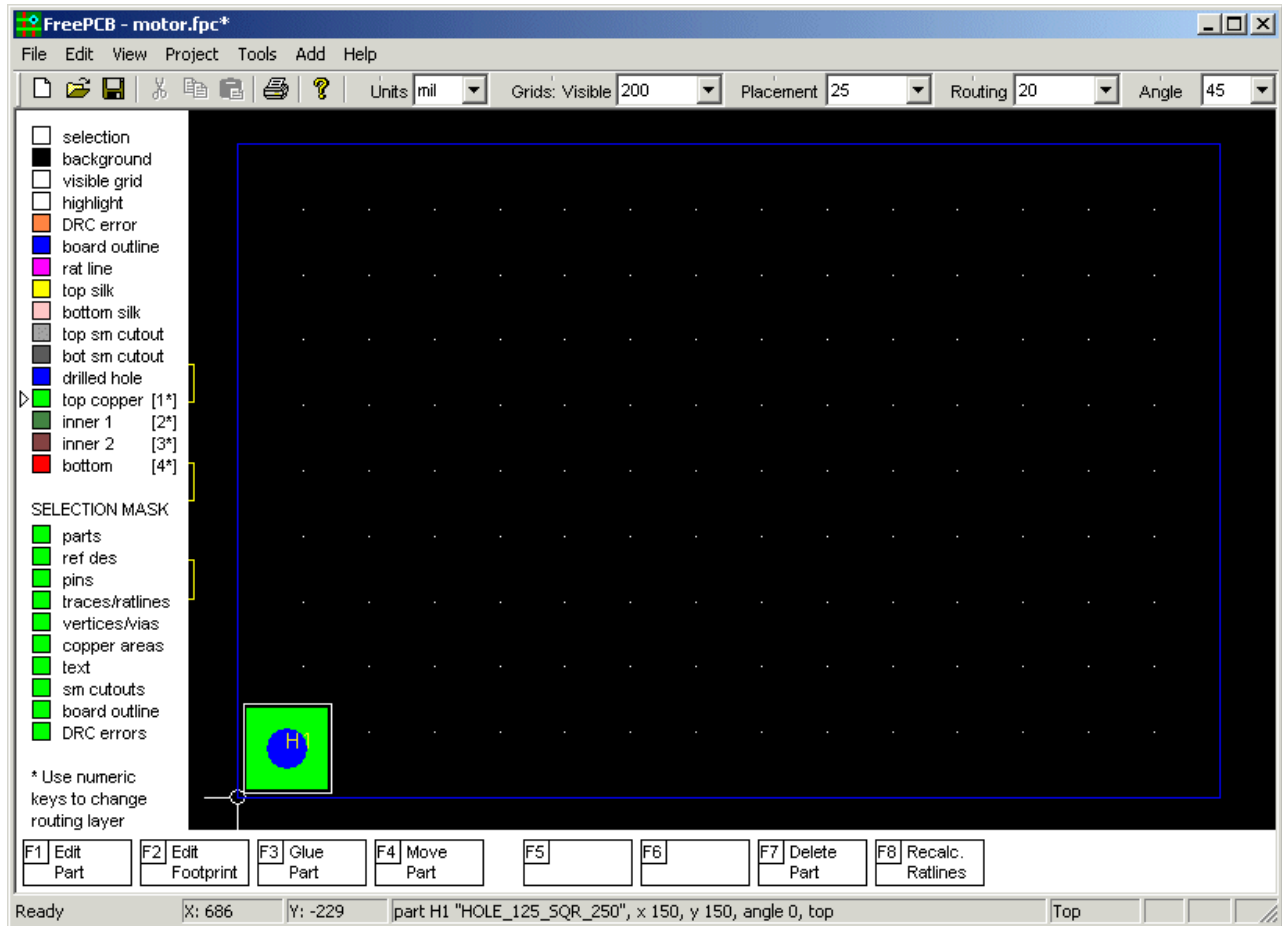 FreePCB - motor.fpc*
File Edit View Project Tools Add Help
Units mil Grids: Visible 200 Placement 25 Routing 20 Angle 45
selection
background
visible grid
highlight
DRC error
board outline
rat line
top silk
bottom silk
top sm cutout
bot sm cutout
drilled hole
top copper [1*]
inner 1 [2*]
inner 2 [3*]
bottom [4*]
SELECTION MASK
parts
ref des
pins
traces/ratlines
vertices/vias
copper areas
text
sm cutouts
board outline
DRC errors
* Use numeric
keys to change
routing layer
H1
F1 Edit Part
F2 Edit Footprint
F3 Glue Part
F4 Move Part
F5
F6
F7 Delete Part
F8 Recalc. Ratlines
Ready X: 686 Y: -229 part H1 "HOLE_125_SQR_250", x 150, y 150, angle 0, top Top